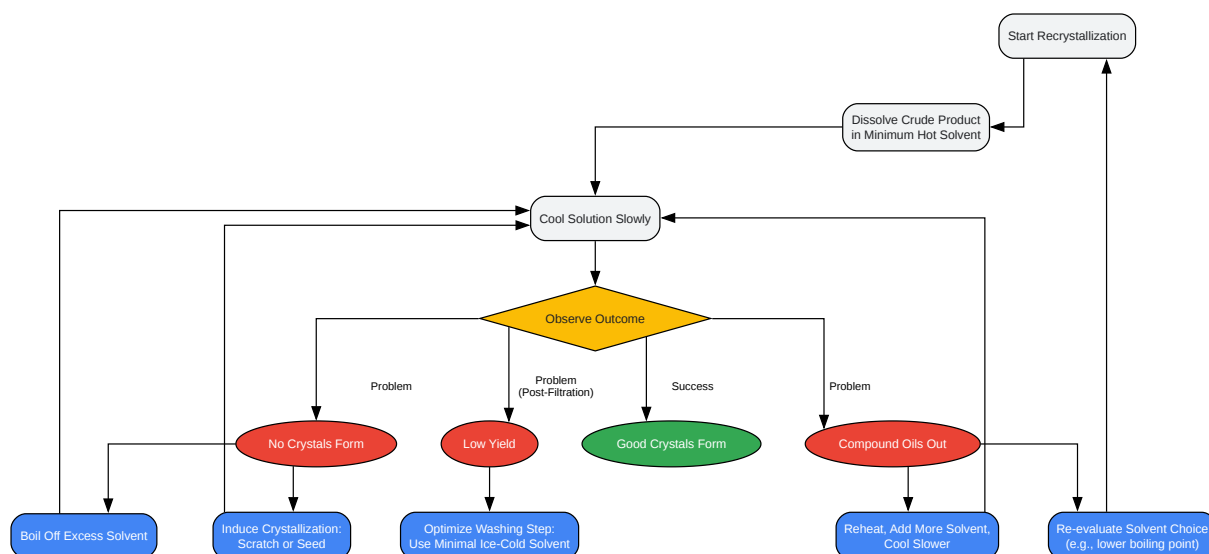 Start Recrystallization
Dissolve Crude Product
in Minimum Hot Solvent
Cool Solution Slowly
Observe Outcome
Problem
Problem
(Post-Filtration)
Success
Problem
No Crystals Form
Low Yield
Good Crystals Form
Compound Oils Out
Boil Off Excess Solvent
Induce Crystallization:
Scratch or Seed
Optimize Washing Step:
Use Minimal Ice-Cold Solvent
Reheat, Add More Solvent,
Cool Slower
Re-evaluate Solvent Choice
(e.g., lower boiling point)